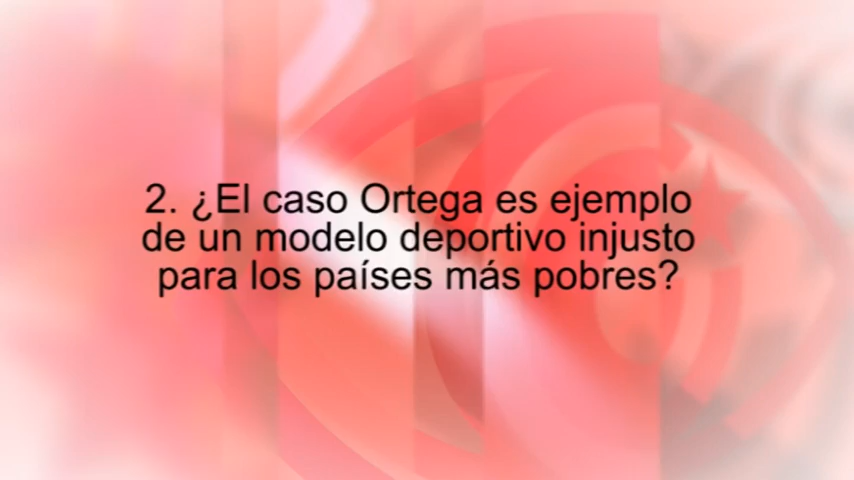 2. ¿El caso Ortega es ejemplo
de un modelo deportivo injusto
para los países más pobres?